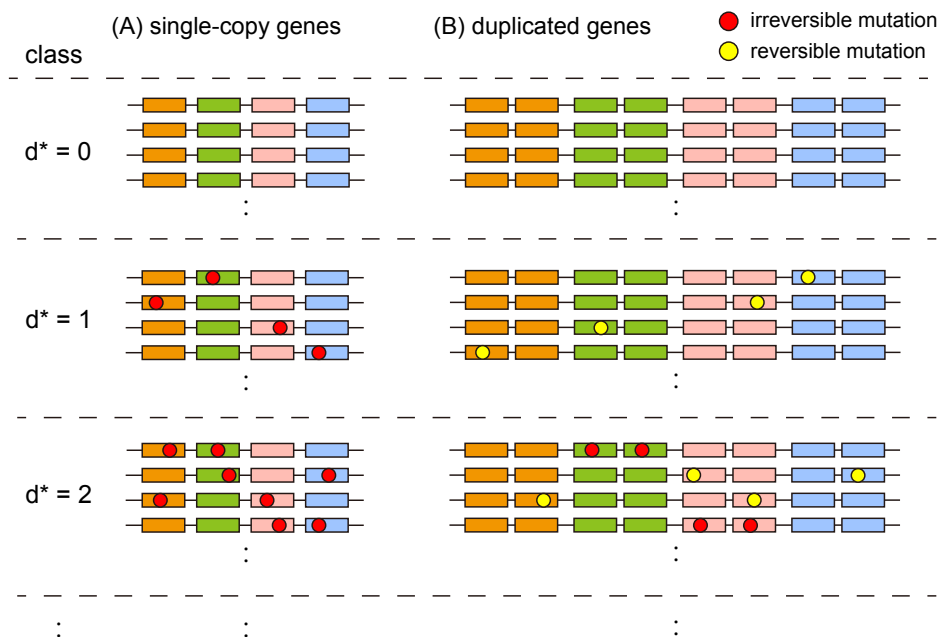 (A) single-copy genes
(B) duplicated genes
irreversible mutation
reversible mutation
class
d* = 0
d* = 1
d* = 2